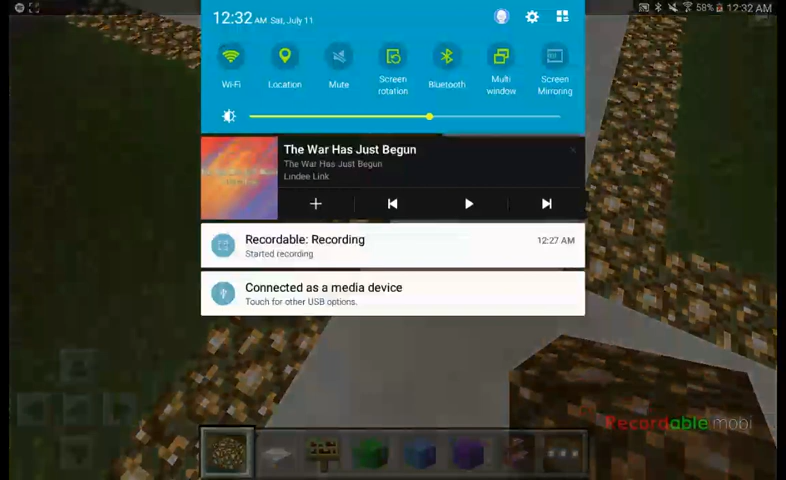 58% 12:32 AM
12:32 AM Sat, July 11
Wi-Fi
Location
Mute
Screen rotation
Bluetooth
Multi window
Screen Mirroring
The War Has Just Begun
The War Has Just Begun
Lindee Link
Recordable: Recording
12:27 AM
Started recording
Connected as a media device
Touch for other USB options.
Recordable.mobi